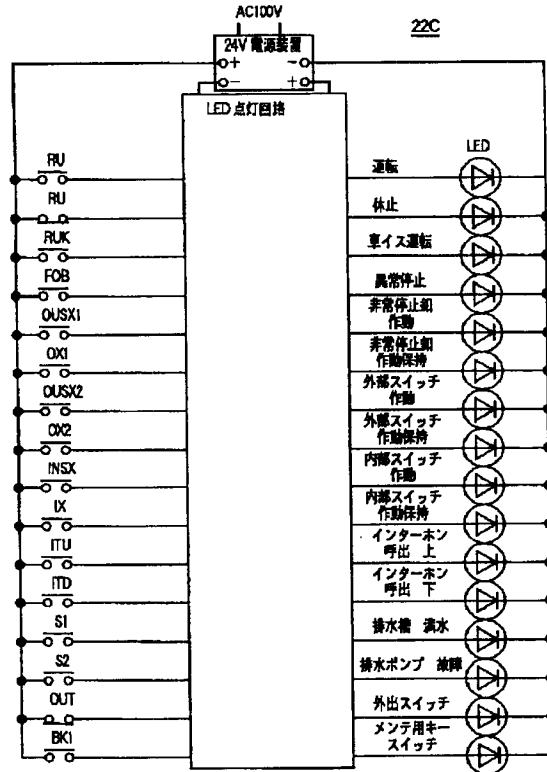 AC100V
22C
24V 電源装置
+ −
− +
LED 点灯回路
LED
RU
RU
RUK
FOB
OUSX1
OX1
OUSX2
OX2
INSX
IX
ITU
ITD
S1
S2
OUT
BK1
運転
休止
車イス運転
異常停止
非常停止釦
作動
非常停止釦
作動保持
外部スイッチ
作動
外部スイッチ
作動保持
内部スイッチ
作動
内部スイッチ
作動保持
インターホン
呼出 上
インターホン
呼出 下
排水槽 満水
排水ポンプ 故障
外出スイッチ
メンテ用キー
スイッチ